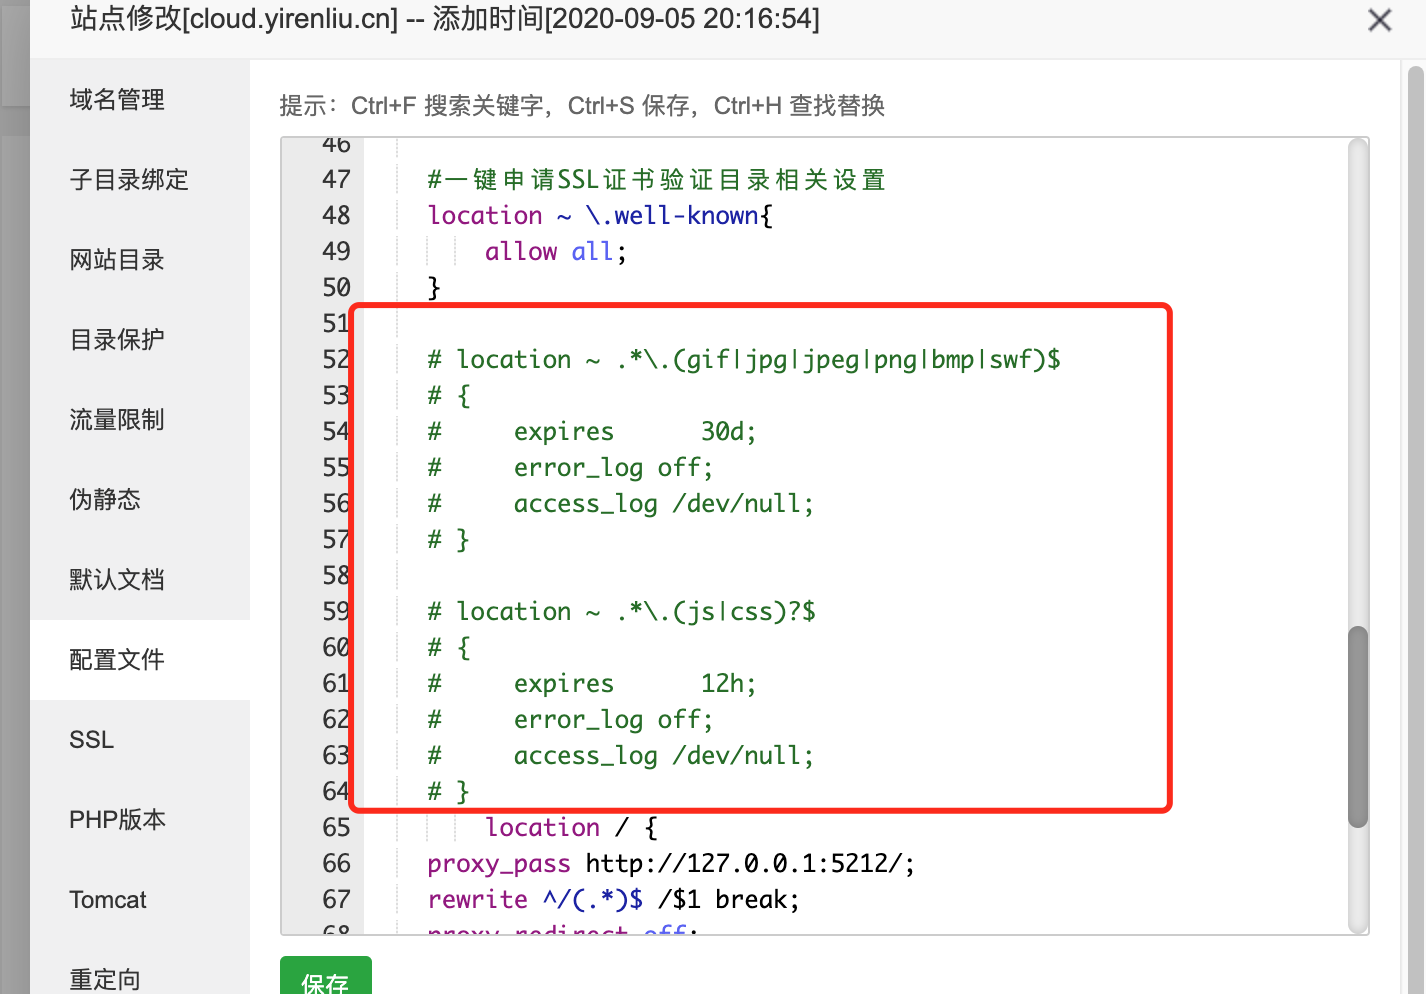 站点修改[cloud.yirenliu.cn] -- 添加时间[2020-09-05 20:16:54]
域名管理
子目录绑定
网站目录
目录保护
流量限制
伪静态
默认文档
配置文件
SSL
PHP版本
Tomcat
重定向
提示：Ctrl+F 搜索关键字，Ctrl+S 保存，Ctrl+H 查找替换
46
47 #一键申请SSL证书验证目录相关设置
48 location ~ \.well-known{
49 allow all;
50 }
51
52 # location ~ .*\.(gif|jpg|jpeg|png|bmp|swf)$
53 # {
54 # expires 30d;
55 # error_log off;
56 # access_log /dev/null;
57 # }
58
59 # location ~ .*\.(js|css)?$
60 # {
61 # expires 12h;
62 # error_log off;
63 # access_log /dev/null;
64 # }
65 location / {
66 proxy_pass http://127.0.0.1:5212/;
67 rewrite ^/(.*)$ /$1 break;
68 proxy_redirect off;
保存